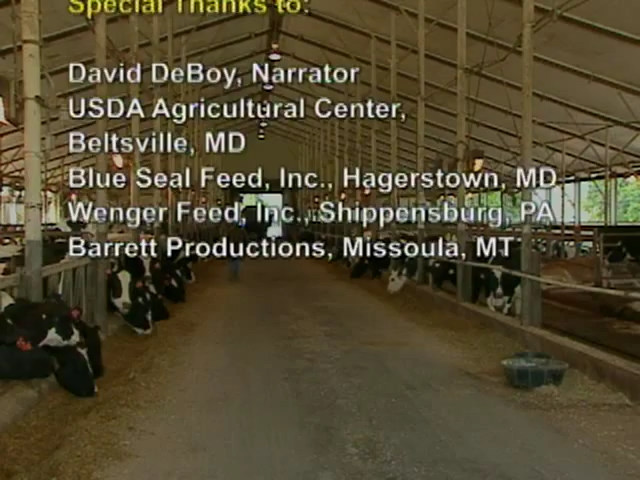 Special Thanks to:
David DeBoy, Narrator
USDA Agricultural Center,
Beltsville, MD
Blue Seal Feed, Inc., Hagerstown, MD
Wenger Feed, Inc., Shippensburg, PA
Barrett Productions, Missoula, MT